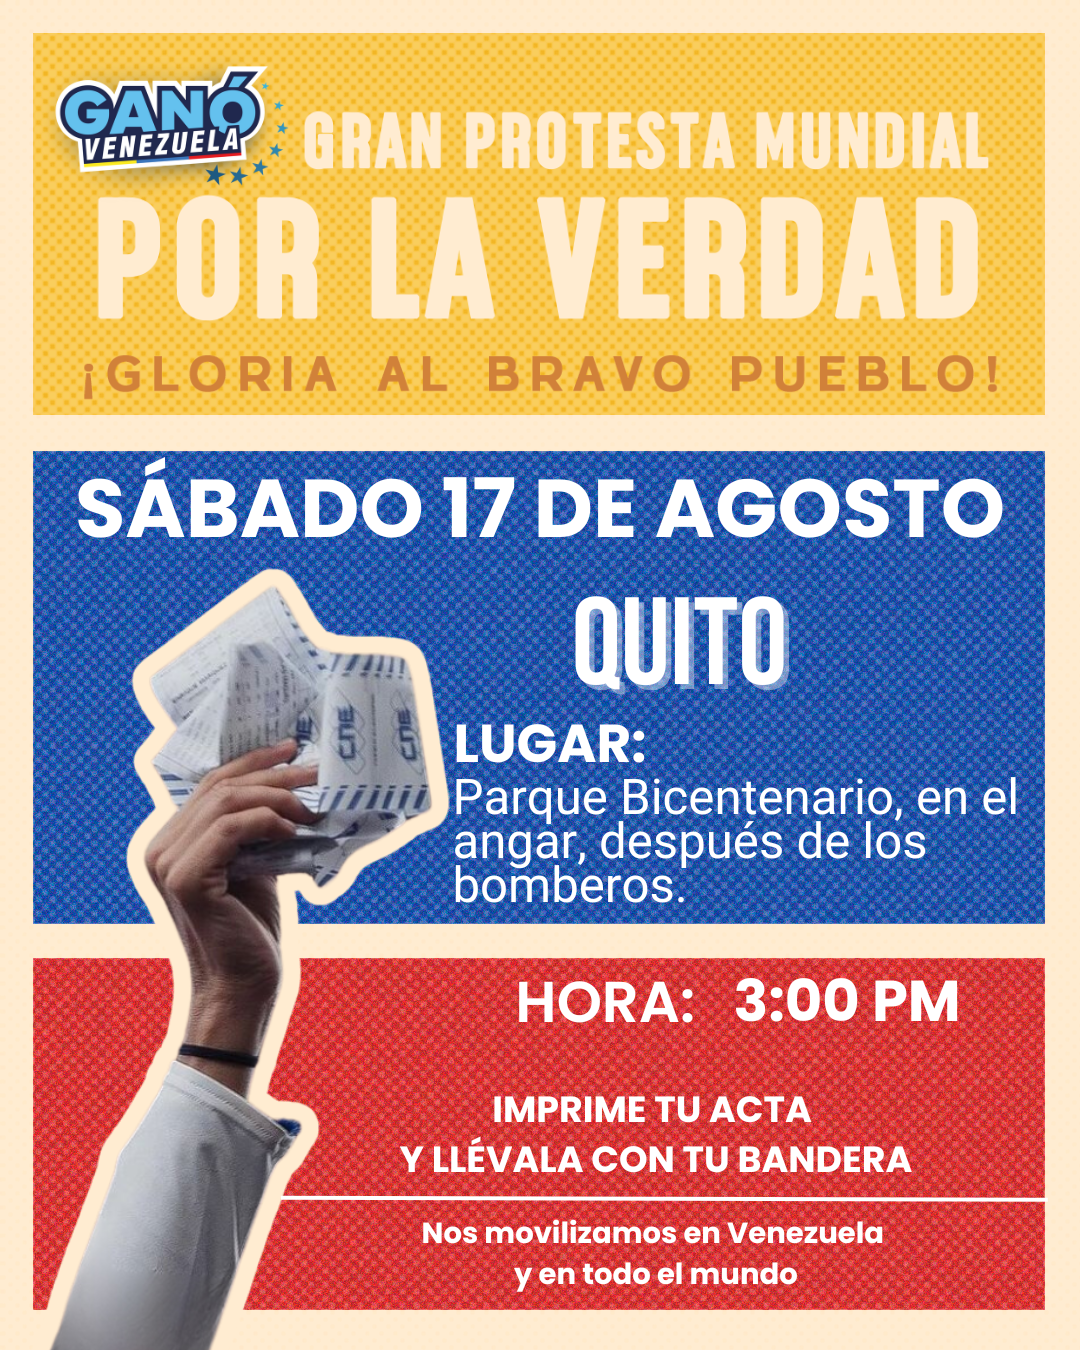 GANÓ
VENEZUELA
GRAN PROTESTA MUNDIAL
POR LA VERDAD
¡GLORIA AL BRAVO PUEBLO!
SÁBADO 17 DE AGOSTO
QUITO
CNE
CNE
LUGAR:
Parque Bicentenario, en el
angar, después de los
bomberos.
HORA: 3:00 PM
IMPRIME TU ACTA
Y LLÉVALA CON TU BANDERA
Nos movilizamos en Venezuela
y en todo el mundo